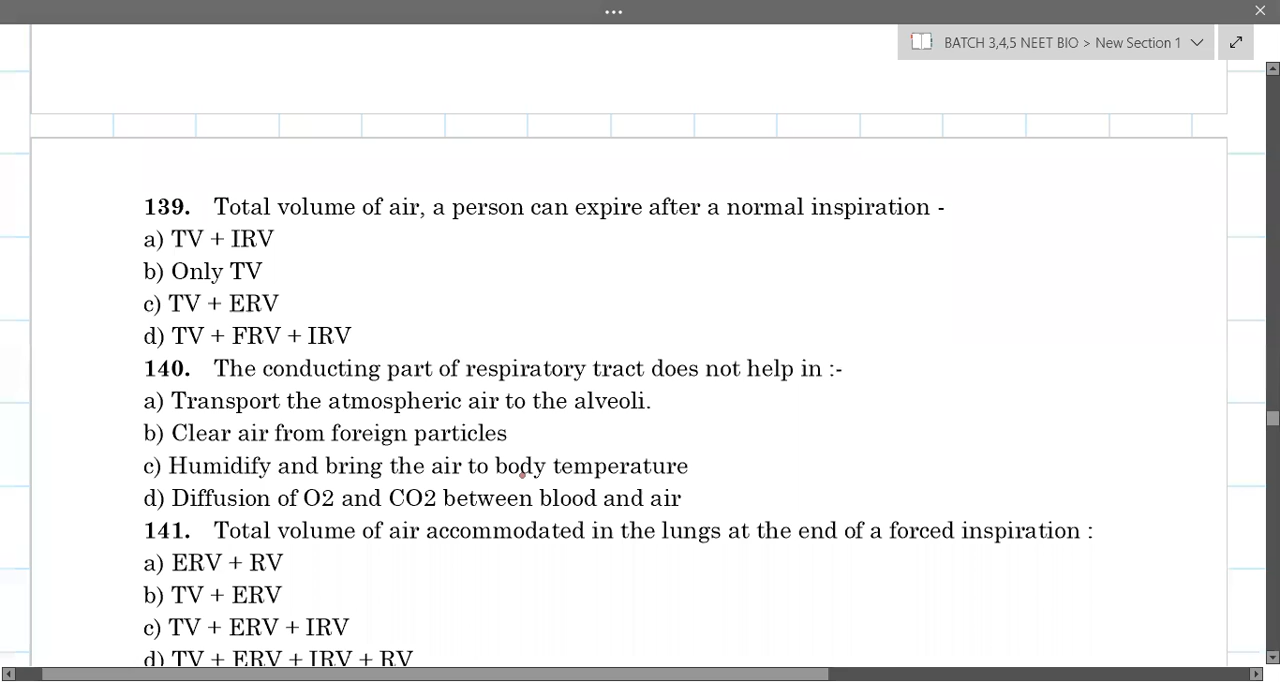 ...
BATCH 3,4,5 NEET BIO > New Section 1
139. Total volume of air, a person can expire after a normal inspiration -
a) TV + IRV
b) Only TV
c) TV + ERV
d) TV + FRV + IRV
140. The conducting part of respiratory tract does not help in :-
a) Transport the atmospheric air to the alveoli.
b) Clear air from foreign particles
c) Humidify and bring the air to body temperature
d) Diffusion of O2 and CO2 between blood and air
141. Total volume of air accommodated in the lungs at the end of a forced inspiration :
a) ERV + RV
b) TV + ERV
c) TV + ERV + IRV
d) TV + ERV + IRV + RV